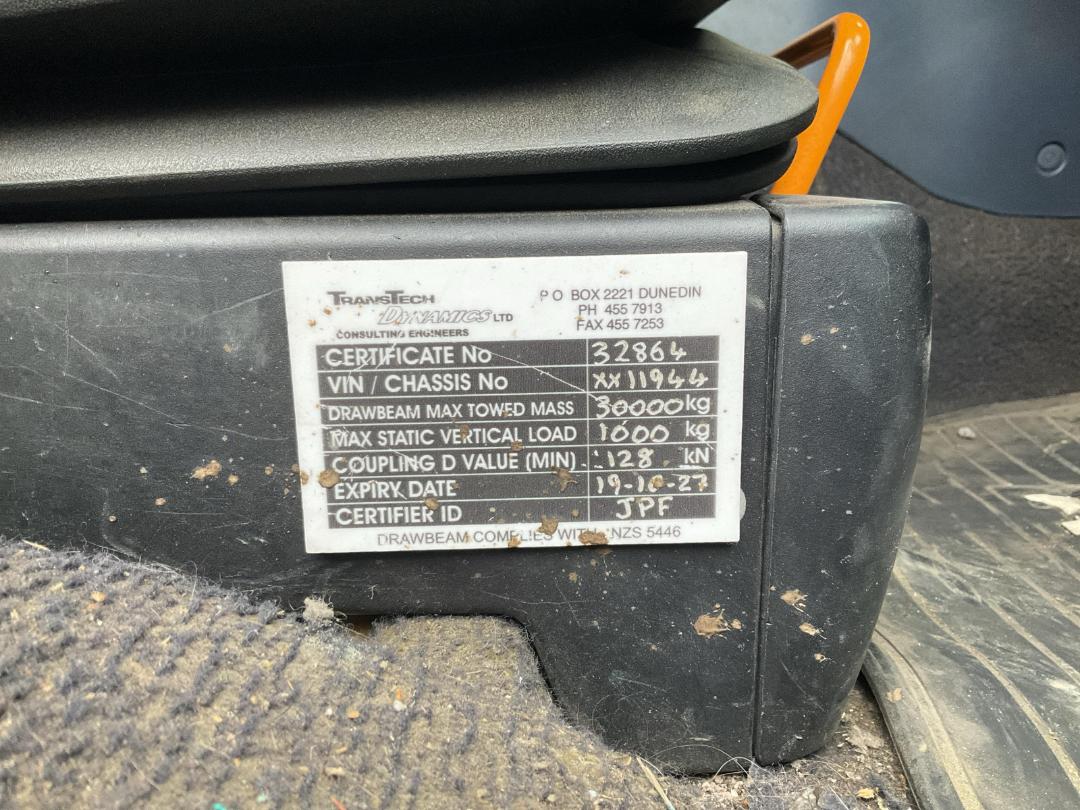 TRANSTECH
DYNAMICS LTD
CONSULTING ENGINEERS
P O BOX 2221 DUNEDIN
PH 455 7913
FAX 455 7253
CERTIFICATE No 32864
VIN / CHASSIS No XX11944
DRAWBEAM MAX TOWED MASS 30000 kg
MAX STATIC VERTICAL LOAD 1000 kg
COUPLING D VALUE (MIN) 128 kN
EXPIRY DATE 19-10-27
CERTIFIER ID JPF
DRAWBEAM COMPLIES WITH NZS 5446